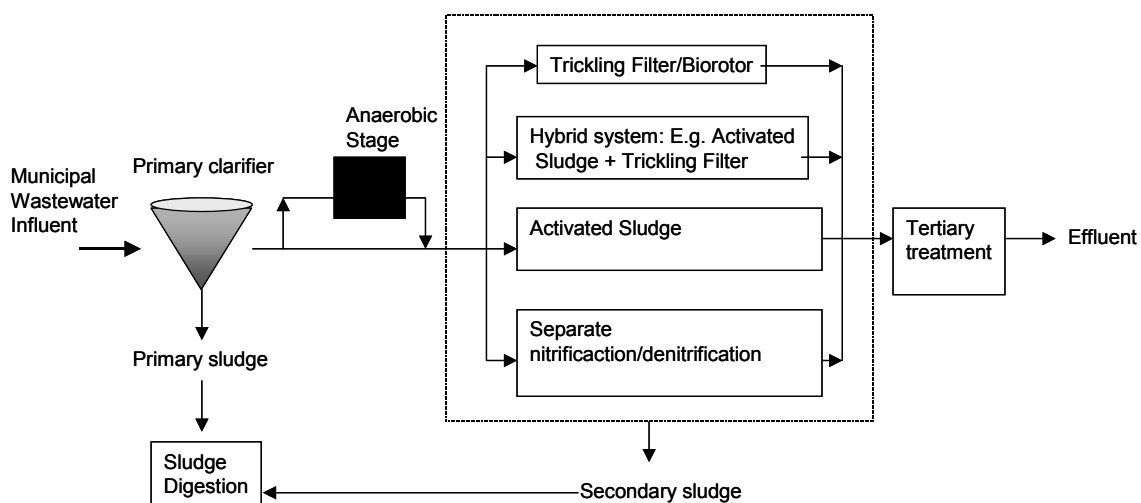 Municipal
Wastewater
Influent
Primary clarifier
Anaerobic
Stage
Trickling Filter/Biorotor
Hybrid system: E.g. Activated
Sludge + Trickling Filter
Activated Sludge
Separate
nitrificaction/denitrification
Tertiary
treatment
Effluent
Primary sludge
Sludge
Digestion
Secondary sludge